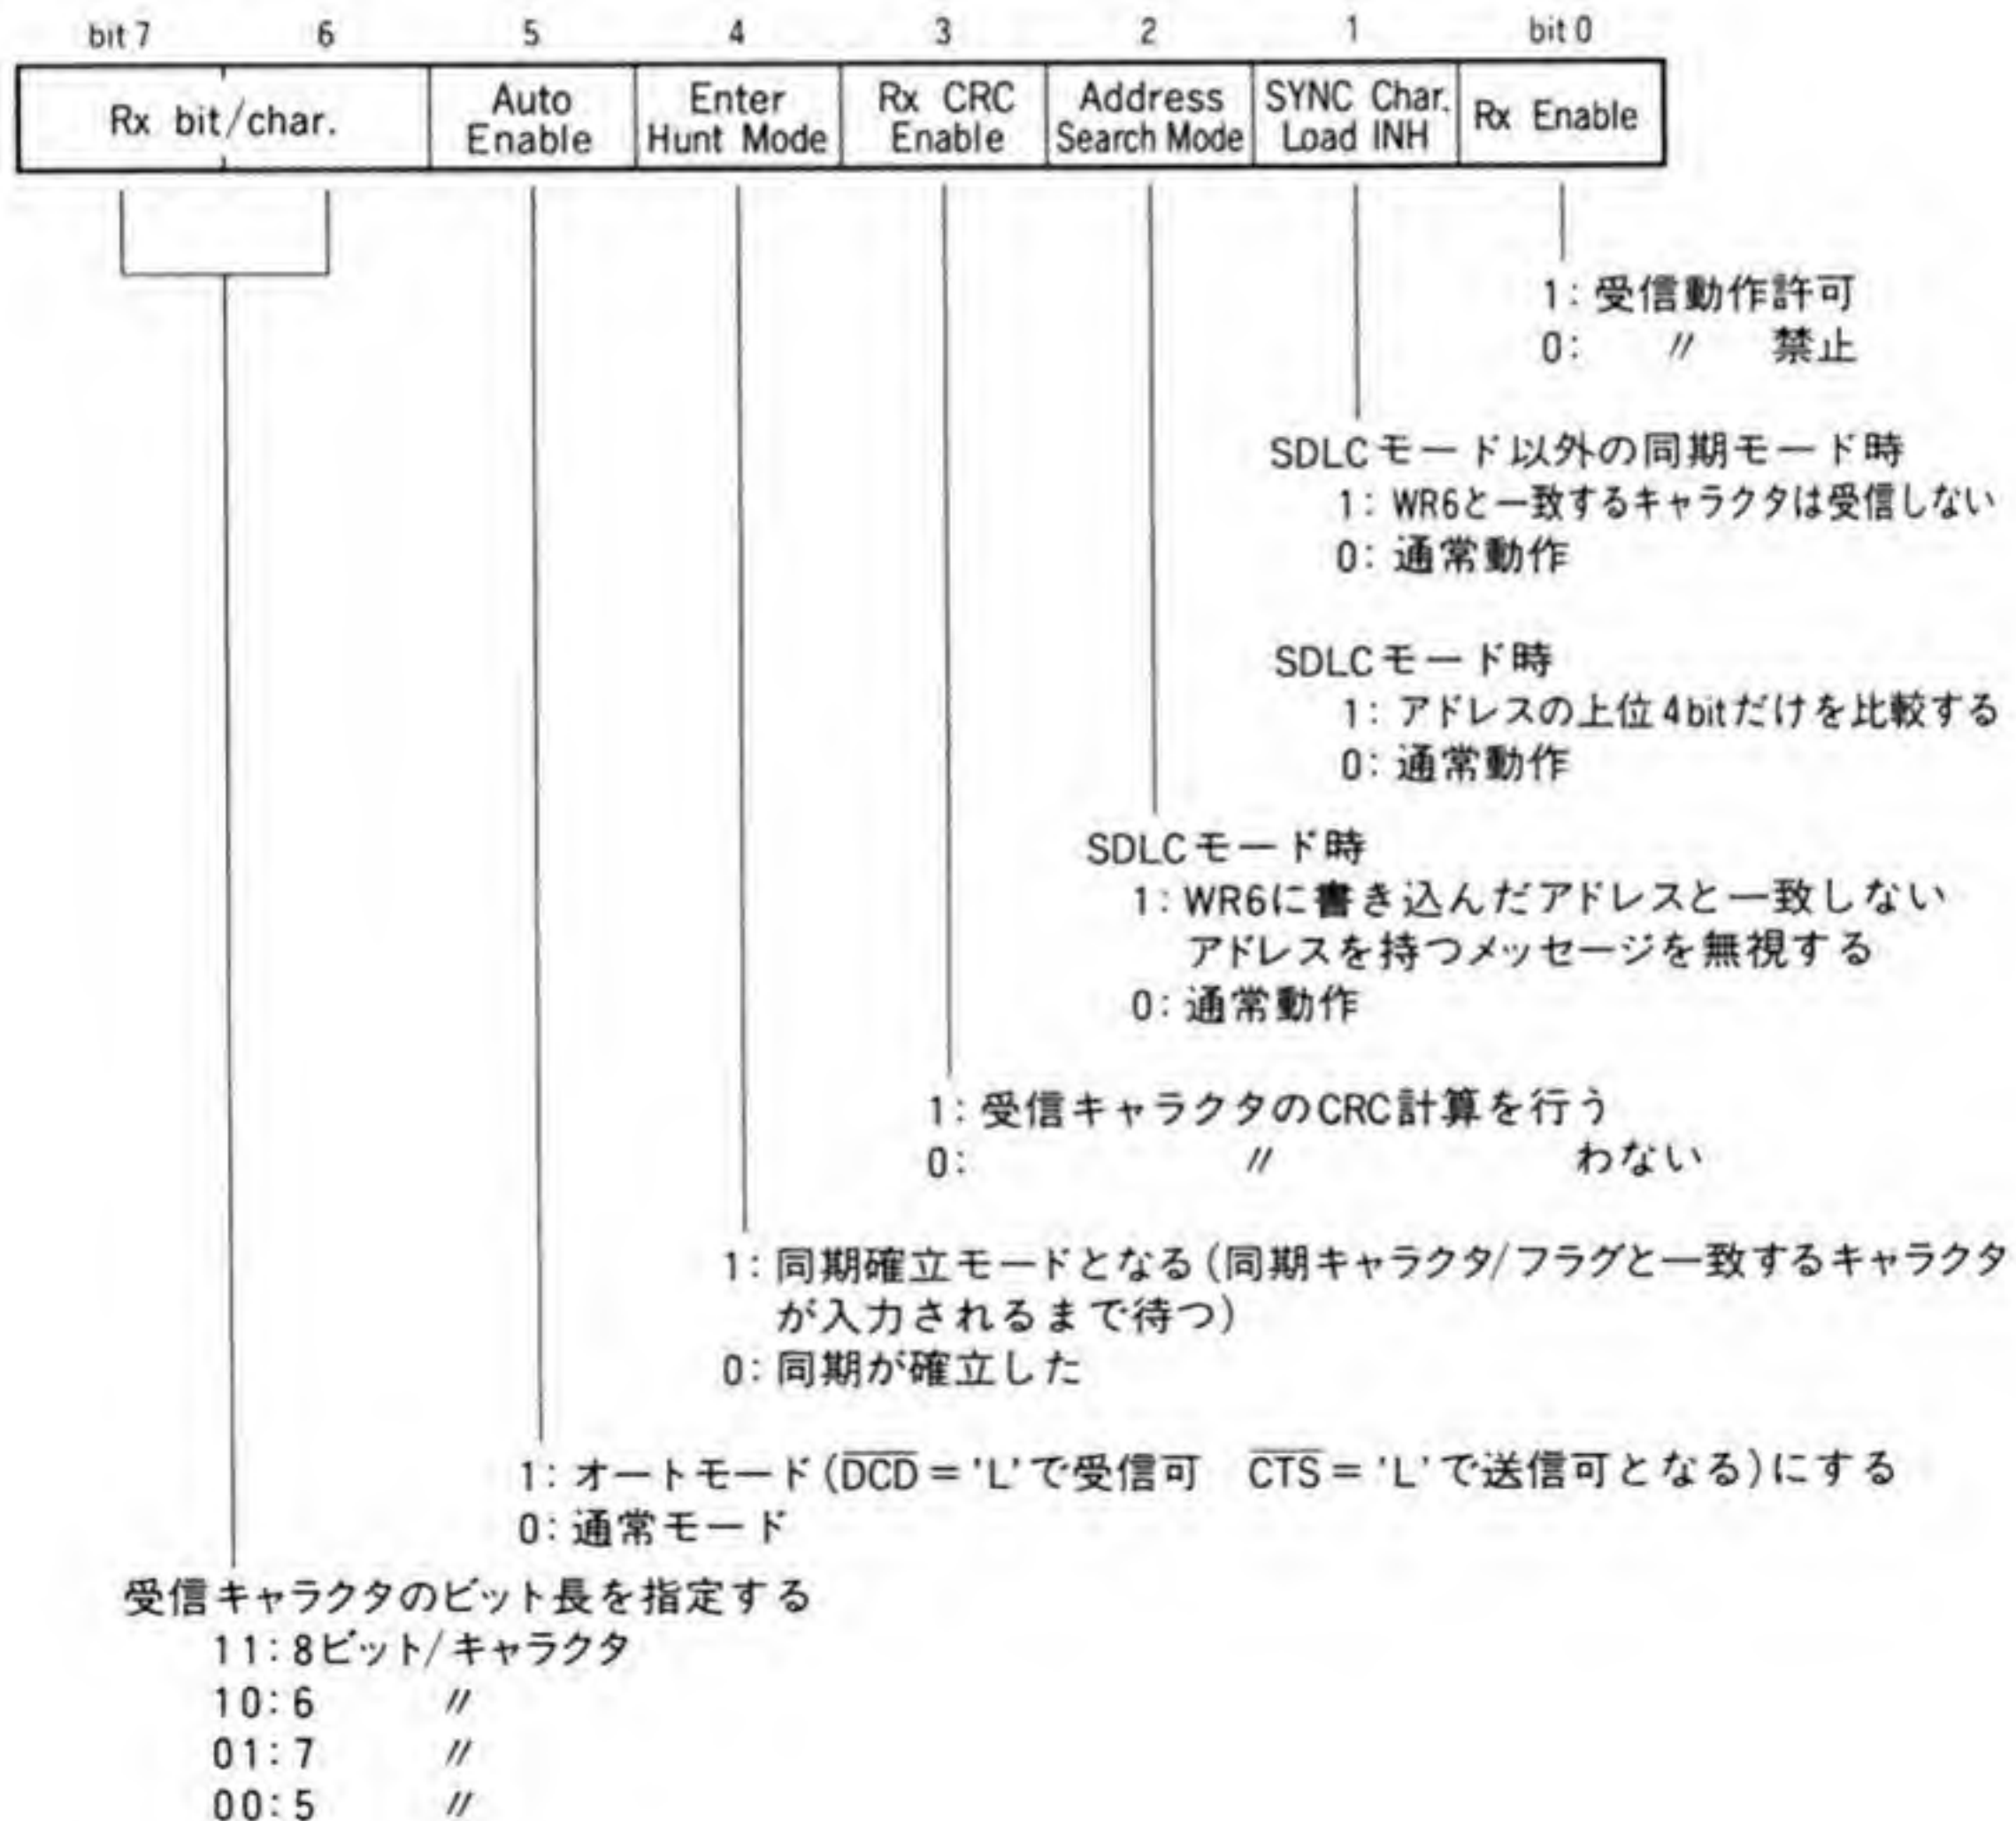 bit 7 6 5 4 3 2 1 bit 0
Rx bit/char.
Auto
Enable
Enter
Hunt Mode
Rx CRC
Enable
Address
Search Mode
SYNC Char.
Load INH
Rx Enable
1: 受信動作許可
0: 〃 禁止
SDLCモード以外の同期モード時
1: WR6と一致するキャラクタは受信しない
0: 通常動作
SDLCモード時
1: アドレスの上位4bitだけを比較する
0: 通常動作
SDLCモード時
1: WR6に書き込んだアドレスと一致しない
アドレスを持つメッセージを無視する
0: 通常動作
1: 受信キャラクタのCRC計算を行う
0: 〃 わない
1: 同期確立モードとなる(同期キャラクタ/フラグと一致するキャラクタ
が入力されるまで待つ)
0: 同期が確立した
1: オートモード(D̅C̅D̅='L'で受信可 C̅T̅S̅='L'で送信可となる)にする
0: 通常モード
受信キャラクタのビット長を指定する
11: 8ビット/キャラクタ
10: 6 〃
01: 7 〃
00: 5 〃